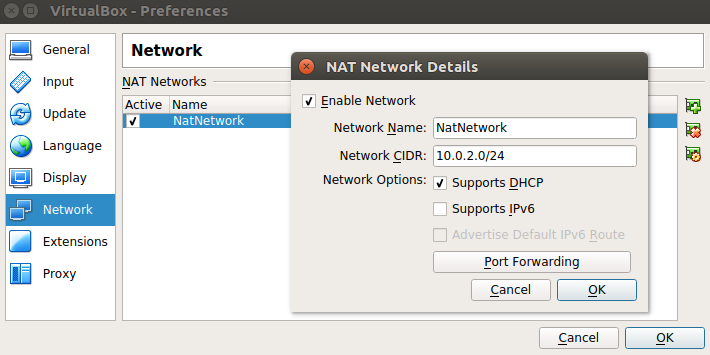 VirtualBox - Preferences
General
Input
Update
Language
Display
Network
Extensions
Proxy
Network
NAT Networks
Active Name
NatNetwork
NAT Network Details
Enable Network
Network Name: NatNetwork
Network CIDR: 10.0.2.0/24
Network Options: Supports DHCP
Supports IPv6
Advertise Default IPv6 Route
Port Forwarding
Cancel OK
Cancel OK